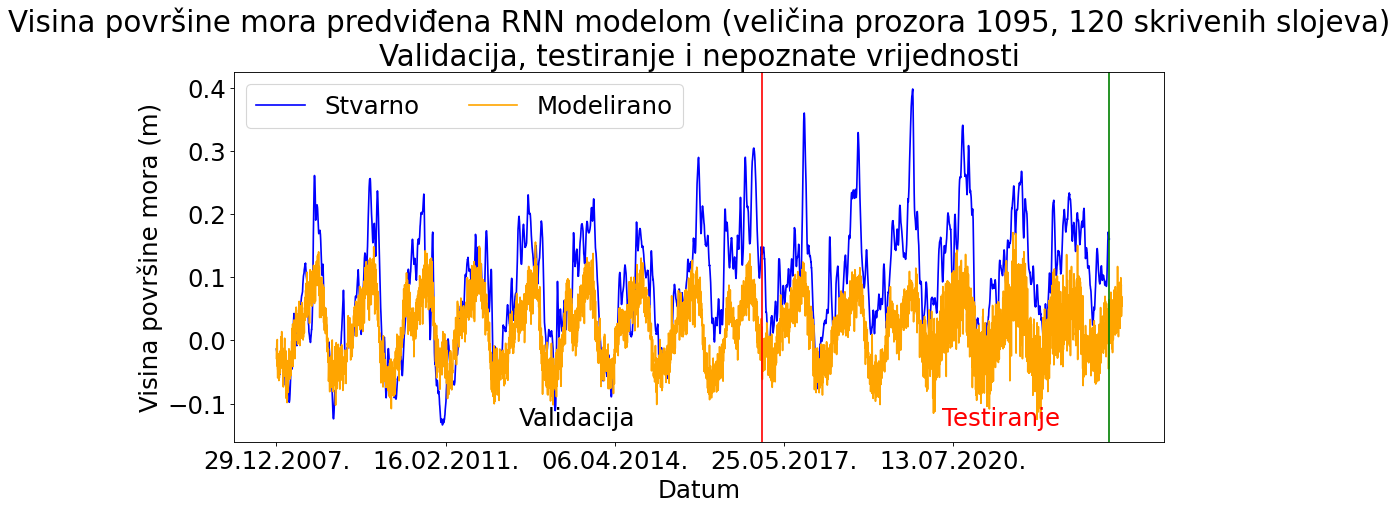 Visina površine mora predviđena RNN modelom (veličina prozora 1095, 120 skrivenih slojeva)
Validacija, testiranje i nepoznate vrijednosti
Stvarno Modelirano
Visina površine mora (m)
0.4
0.3
0.2
0.1
0.0
−0.1
Validacija
Testiranje
29.12.2007. 16.02.2011. 06.04.2014. 25.05.2017. 13.07.2020.
Datum